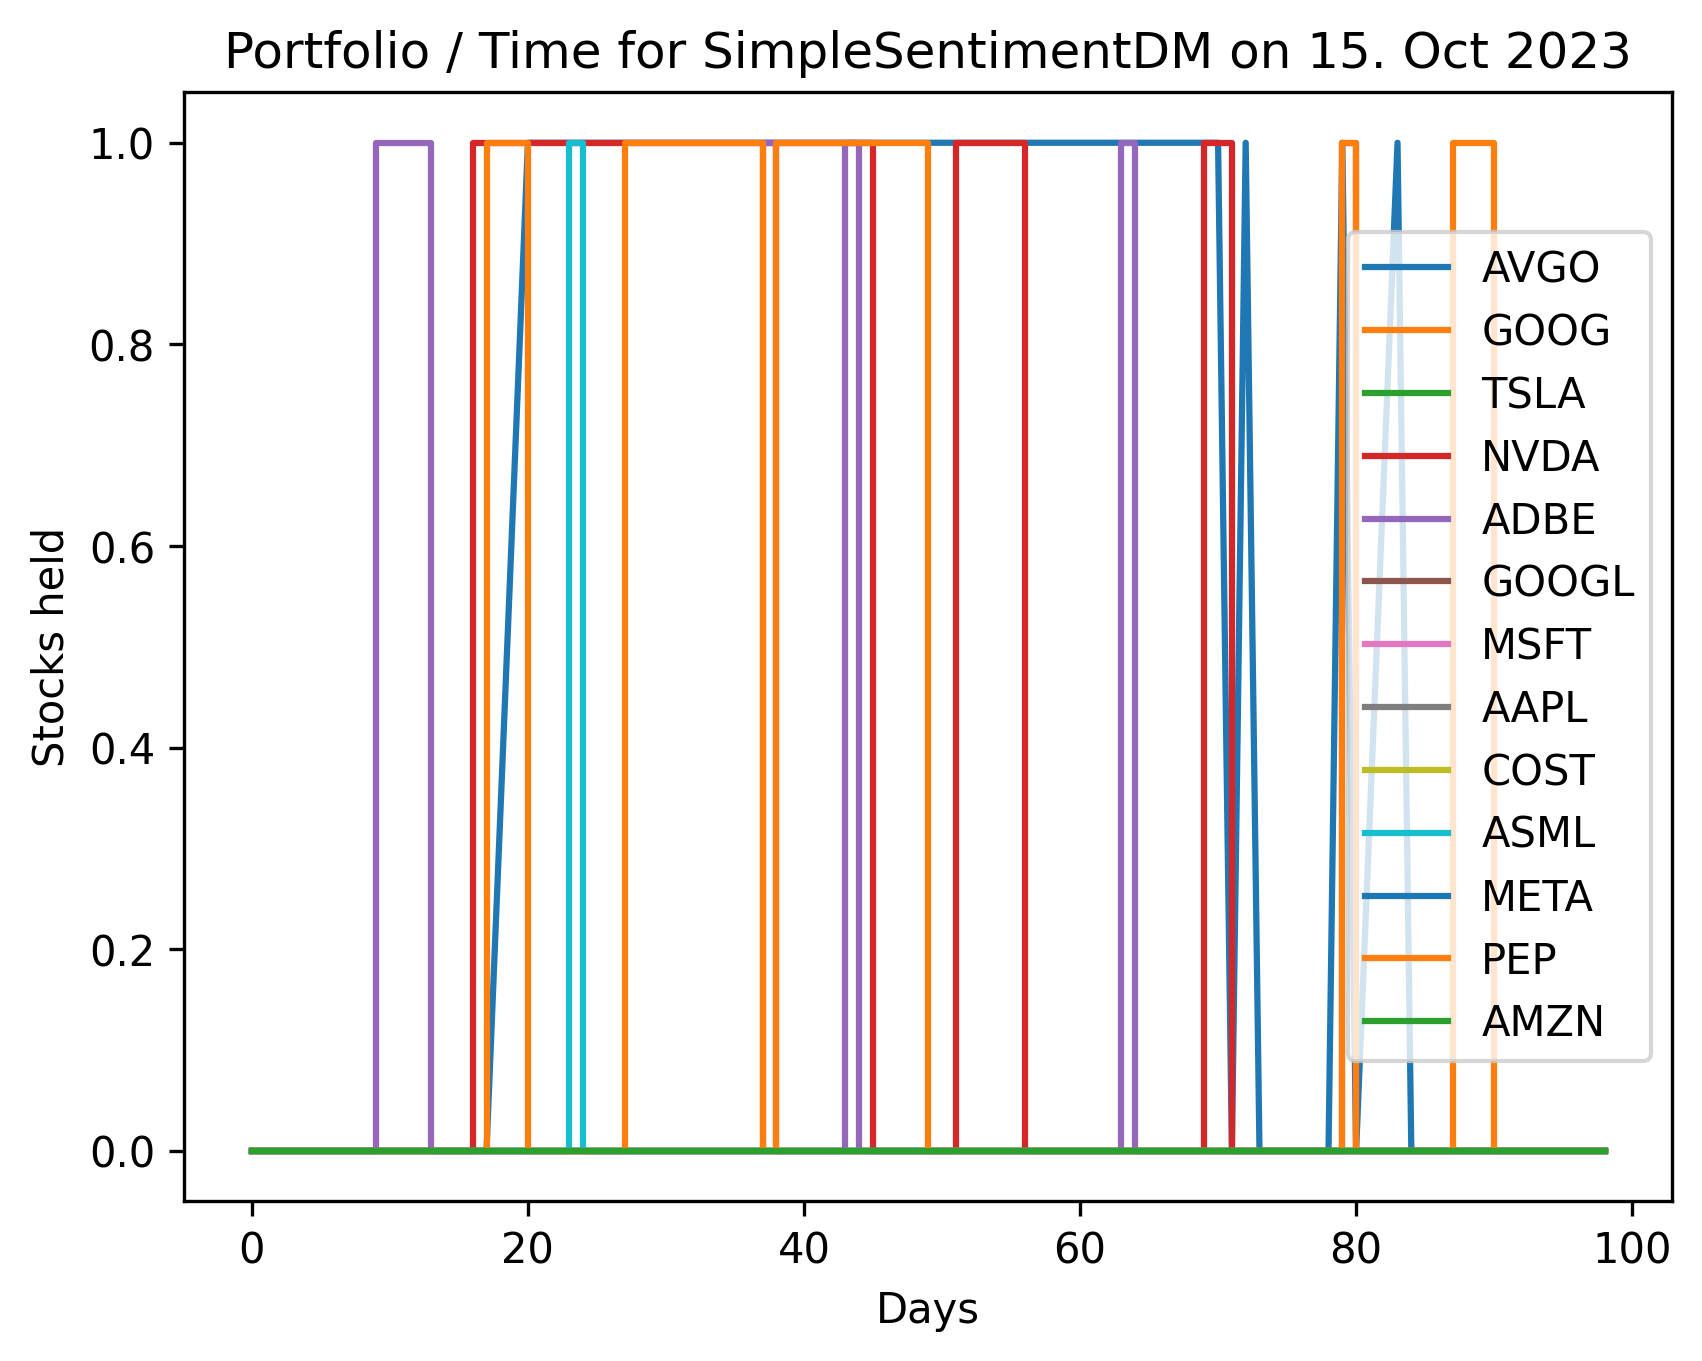 Portfolio / Time for SimpleSentimentDM on 15. Oct 2023
1.0
0.8
0.6
0.4
0.2
0.0
Stocks held
AVGO
GOOG
TSLA
NVDA
ADBE
GOOGL
MSFT
AAPL
COST
ASML
META
PEP
AMZN
0 20 40 60 80 100
Days